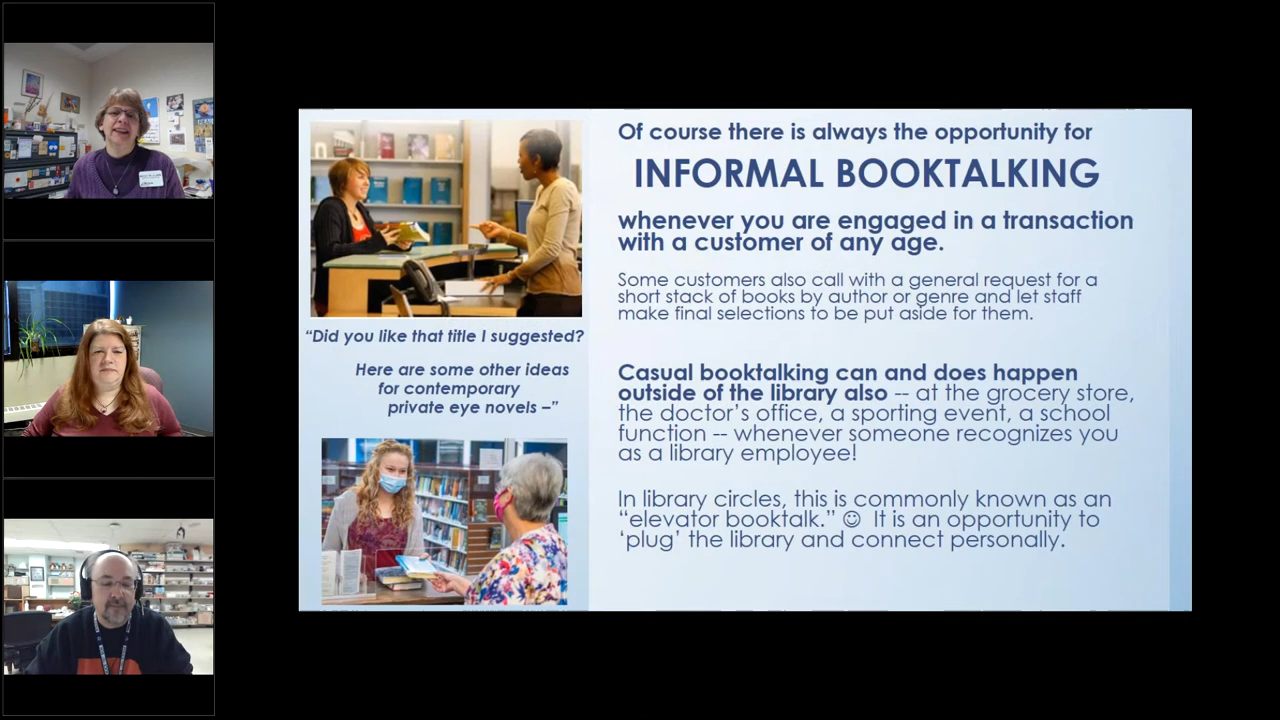 Of course there is always the opportunity for
INFORMAL BOOKTALKING
whenever you are engaged in a transaction
with a customer of any age.
Some customers also call with a general request for a
short stack of books by author or genre and let staff
make final selections to be put aside for them.
“Did you like that title I suggested?
Here are some other ideas
for contemporary
private eye novels –”
Casual booktalking can and does happen
outside of the library also -- at the grocery store,
the doctor’s office, a sporting event, a school
function -- whenever someone recognizes you
as a library employee!
In library circles, this is commonly known as an
“elevator booktalk.” ☺ It is an opportunity to
‘plug’ the library and connect personally.